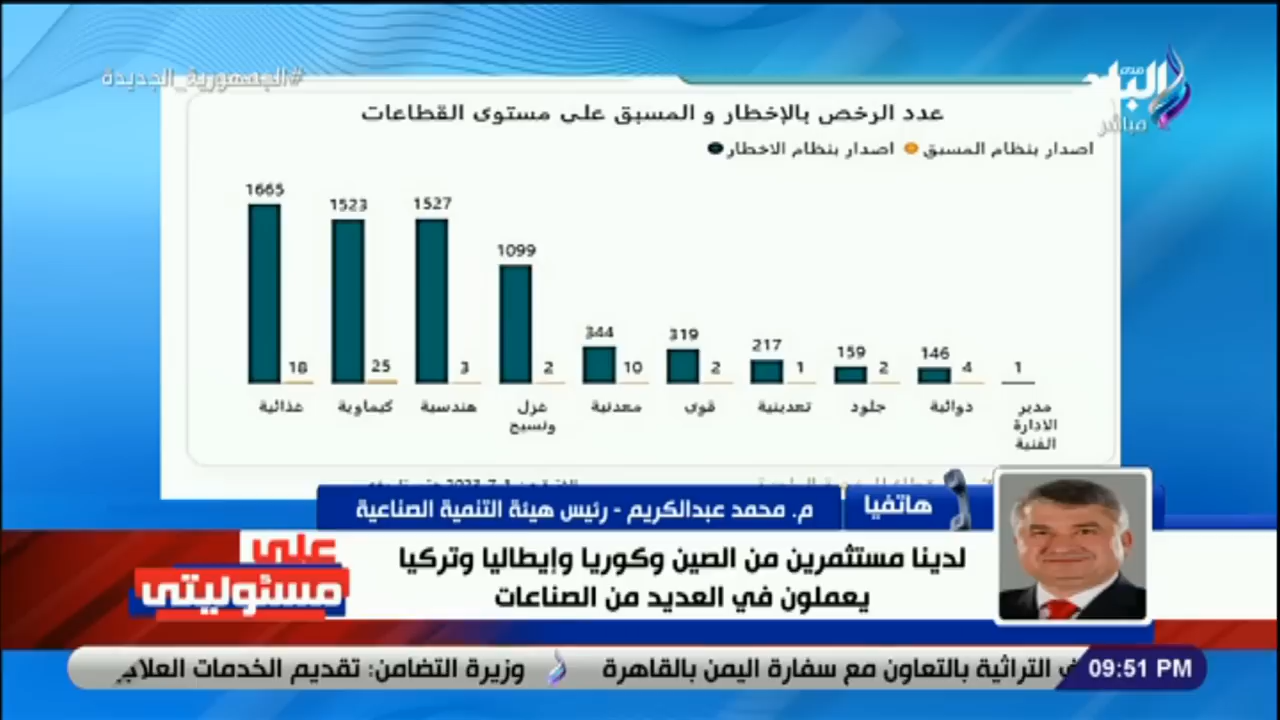 #الجمهورية_الجديدة
صدى البلد
مباشر
عدد الرخص بالإخطار و المسبق على مستوى القطاعات
اصدار بنظام المسبق اصدار بنظام الاخطار
1665 18 1523 25 1527 3 1099 2 344 10 319 2 217 1 159 2 146 4 1
غذائية كيماوية هندسية غزل ونسيج معدنية قوى تعدينية جلود دوائية مدير الادارة الفنية
هاتفيا
م. محمد عبدالكريم - رئيس هيئة التنمية الصناعية
على مسئوليتى
لدينا مستثمرين من الصين وكوريا وإيطاليا وتركيا
يعملون في العديد من الصناعات
09:51 PM
التراثية بالتعاون مع سفارة اليمن بالقاهرة وزيرة التضامن: تقديم الخدمات